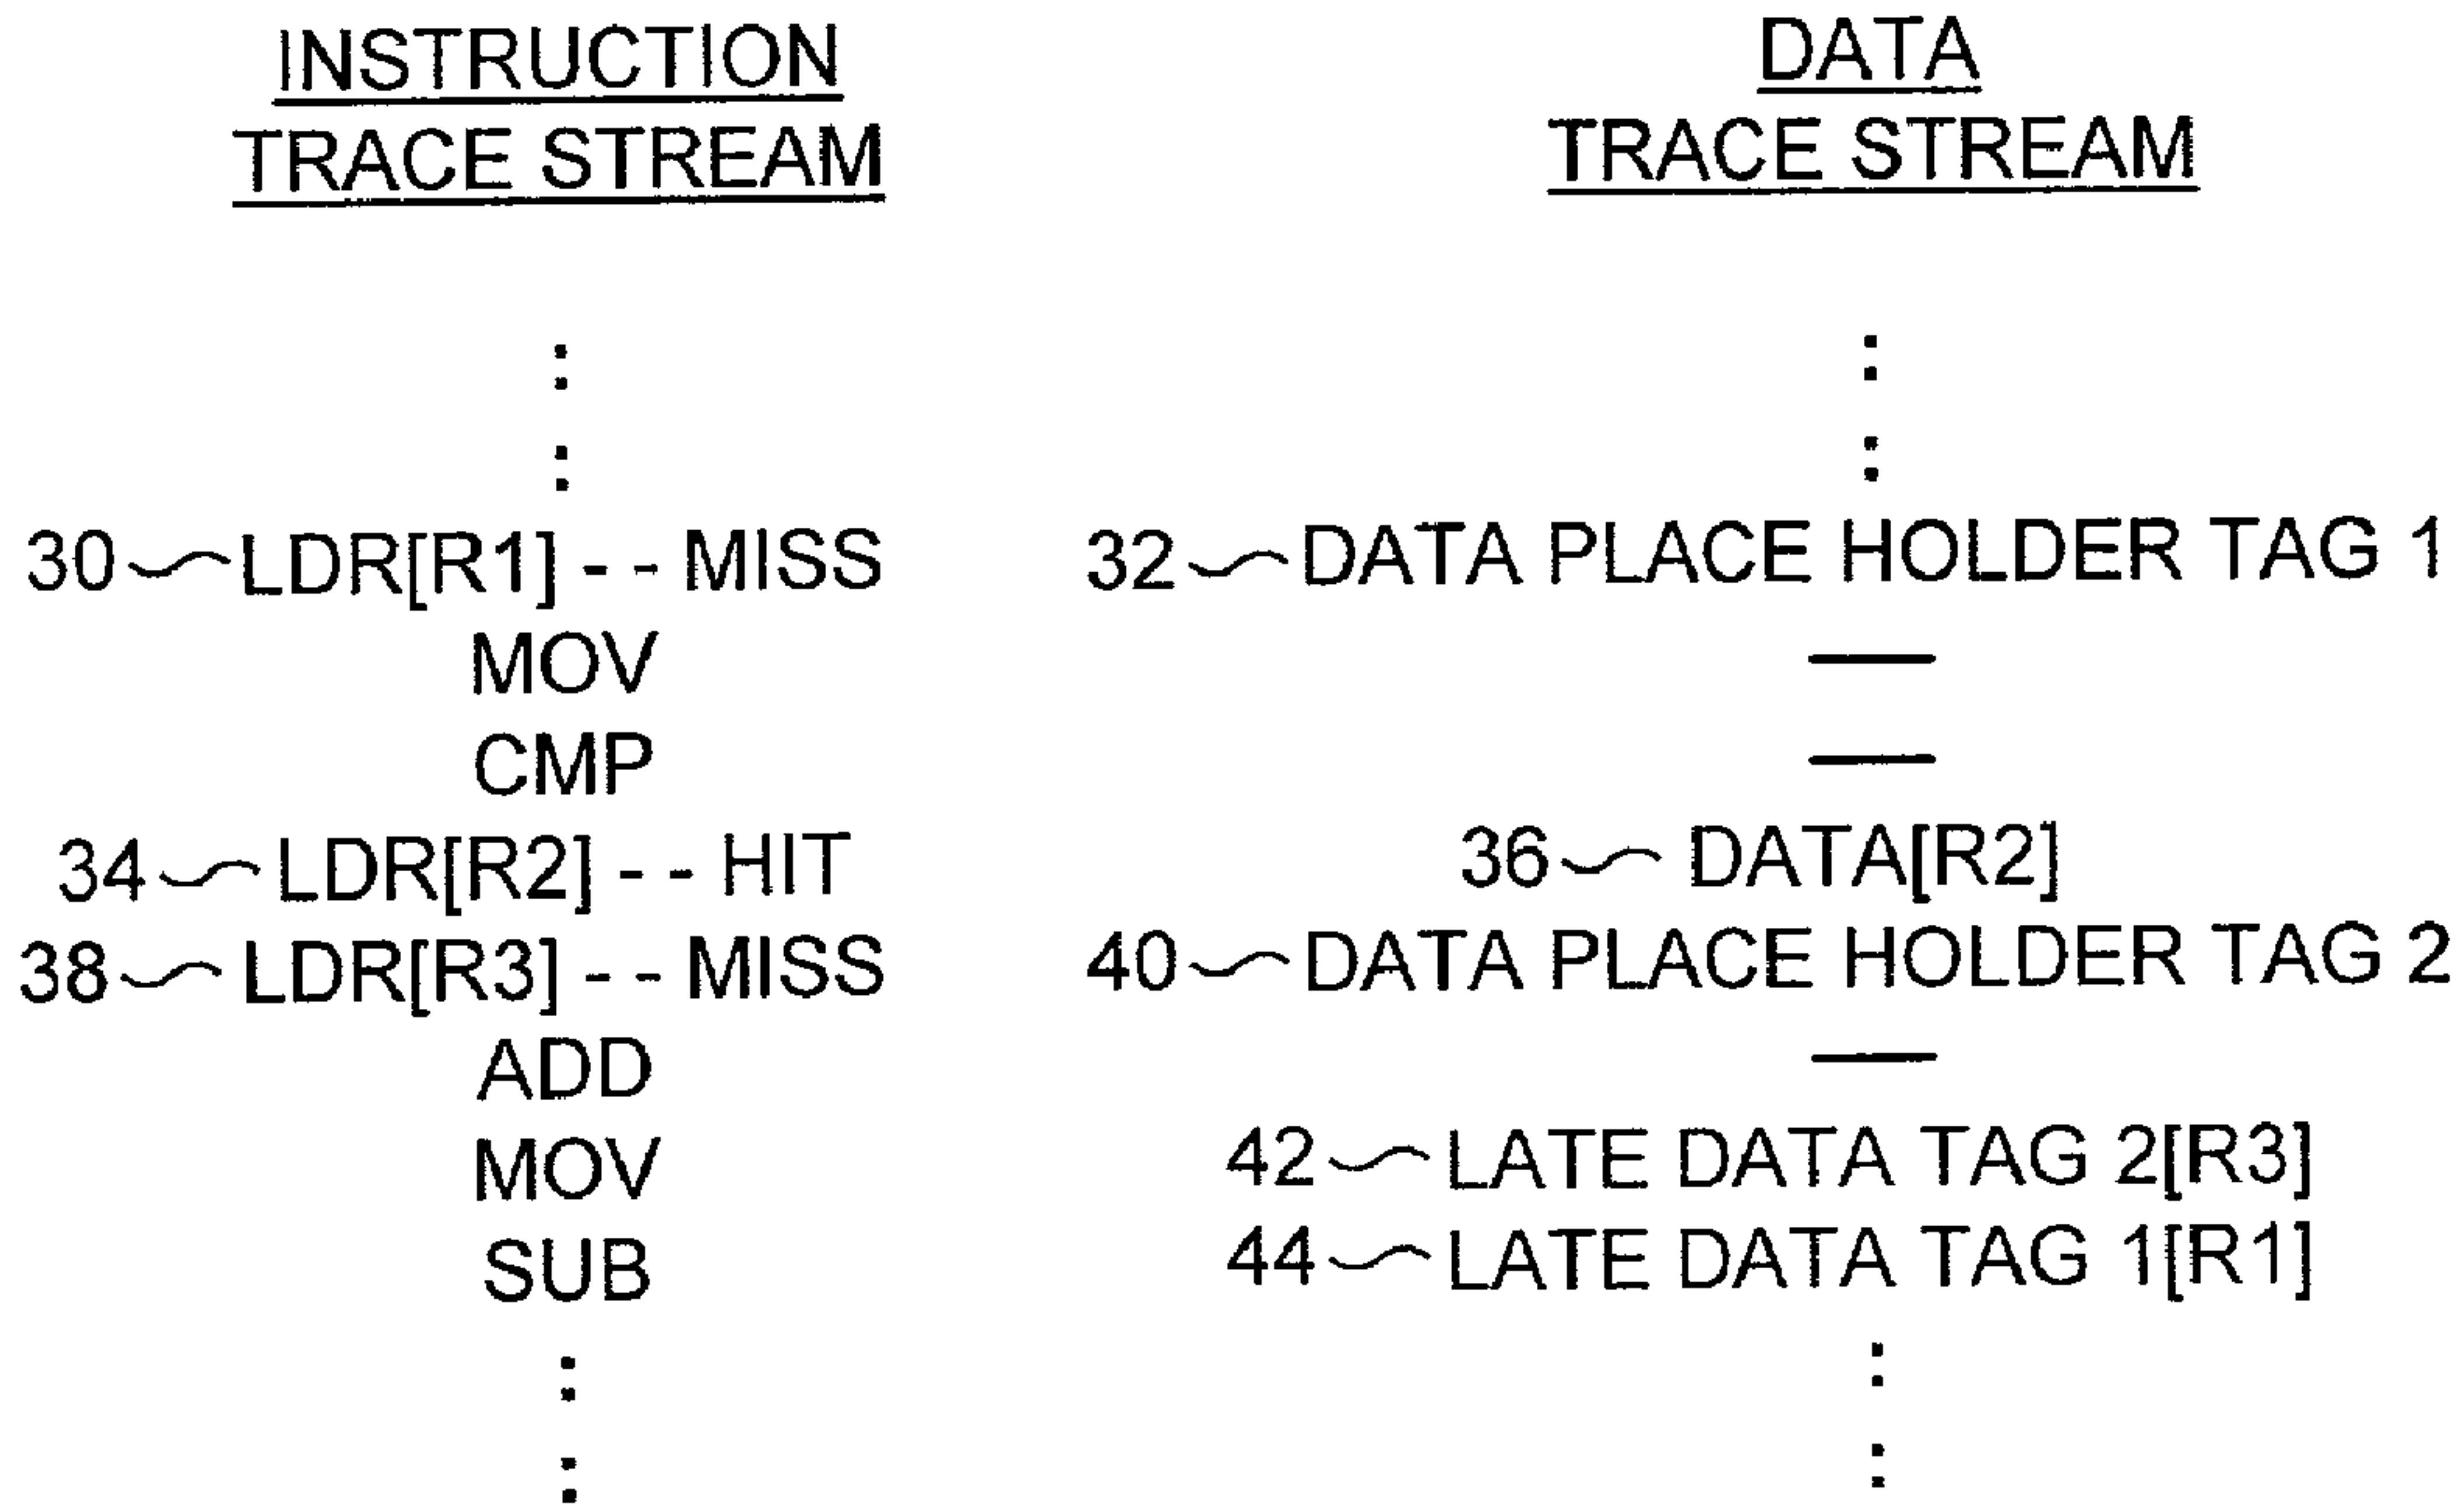 INSTRUCTION
TRACE STREAM
30 LDR[R1] - - MISS
MOV
CMP
34 LDR[R2] - - HIT
38 LDR[R3] - - MISS
ADD
MOV
SUB
DATA
TRACE STREAM
32 DATA PLACE HOLDER TAG 1
—
—
36 DATA[R2]
40 DATA PLACE HOLDER TAG 2
—
42 LATE DATA TAG 2[R3]
44 LATE DATA TAG 1[R1]